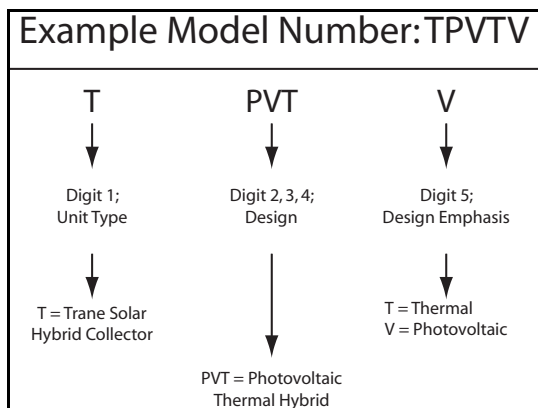 Example Model Number: TPVTV
T PVT V
Digit 1; Digit 2, 3, 4; Digit 5;
Unit Type Design Design Emphasis
T = Trane Solar
Hybrid Collector
T = Thermal
V = Photovoltaic
PVT = Photovoltaic
Thermal Hybrid